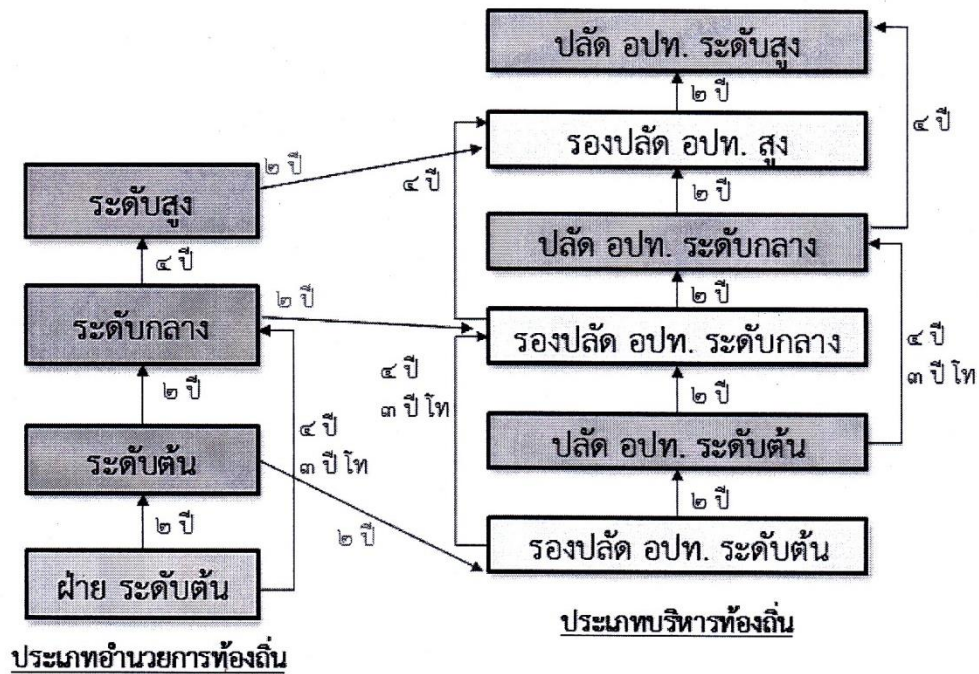 ปลัด อปท. ระดับสูง
๒ ปี
๔ ปี
รองปลัด อปท. สูง
๒ ปี
๔ ปี
ระดับสูง
๒ ปี
ปลัด อปท. ระดับกลาง
๔ ปี
๒ ปี
๒ ปี
ระดับกลาง
รองปลัด อปท. ระดับกลาง
๔ ปี
๓ ปี โท
๔ ปี
๓ ปี โท
๒ ปี
๒ ปี
ปลัด อปท. ระดับต้น
ระดับต้น
๔ ปี
๓ ปี โท
๒ ปี
๒ ปี
๒ ปี
รองปลัด อปท. ระดับต้น
ฝ่าย ระดับต้น
ประเภทบริหารท้องถิ่น
ประเภทอำนวยการท้องถิ่น